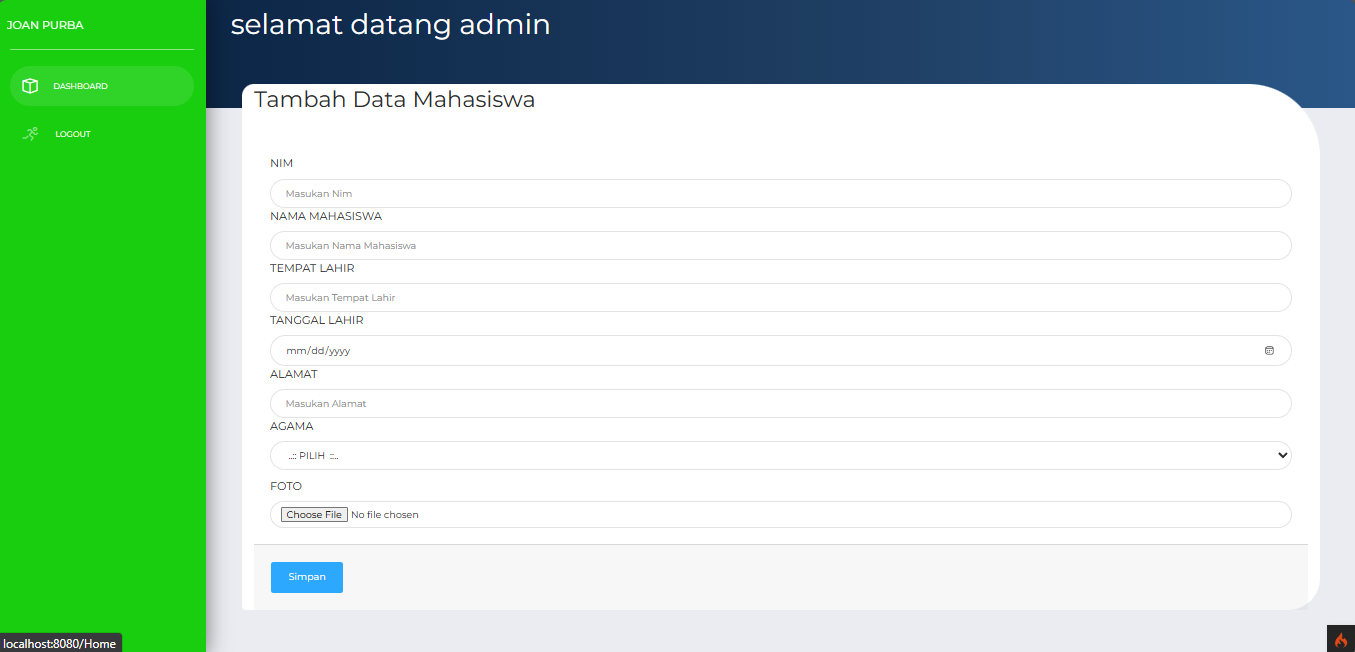 JOAN PURBA
DASHBOARD
LOGOUT
selamat datang admin
Tambah Data Mahasiswa
NIM
Masukan Nim
NAMA MAHASISWA
Masukan Nama Mahasiswa
TEMPAT LAHIR
Masukan Tempat Lahir
TANGGAL LAHIR
mm/dd/yyyy
ALAMAT
Masukan Alamat
AGAMA
..:: PILIH ::..
FOTO
Choose File No file chosen
Simpan
localhost:8080/Home